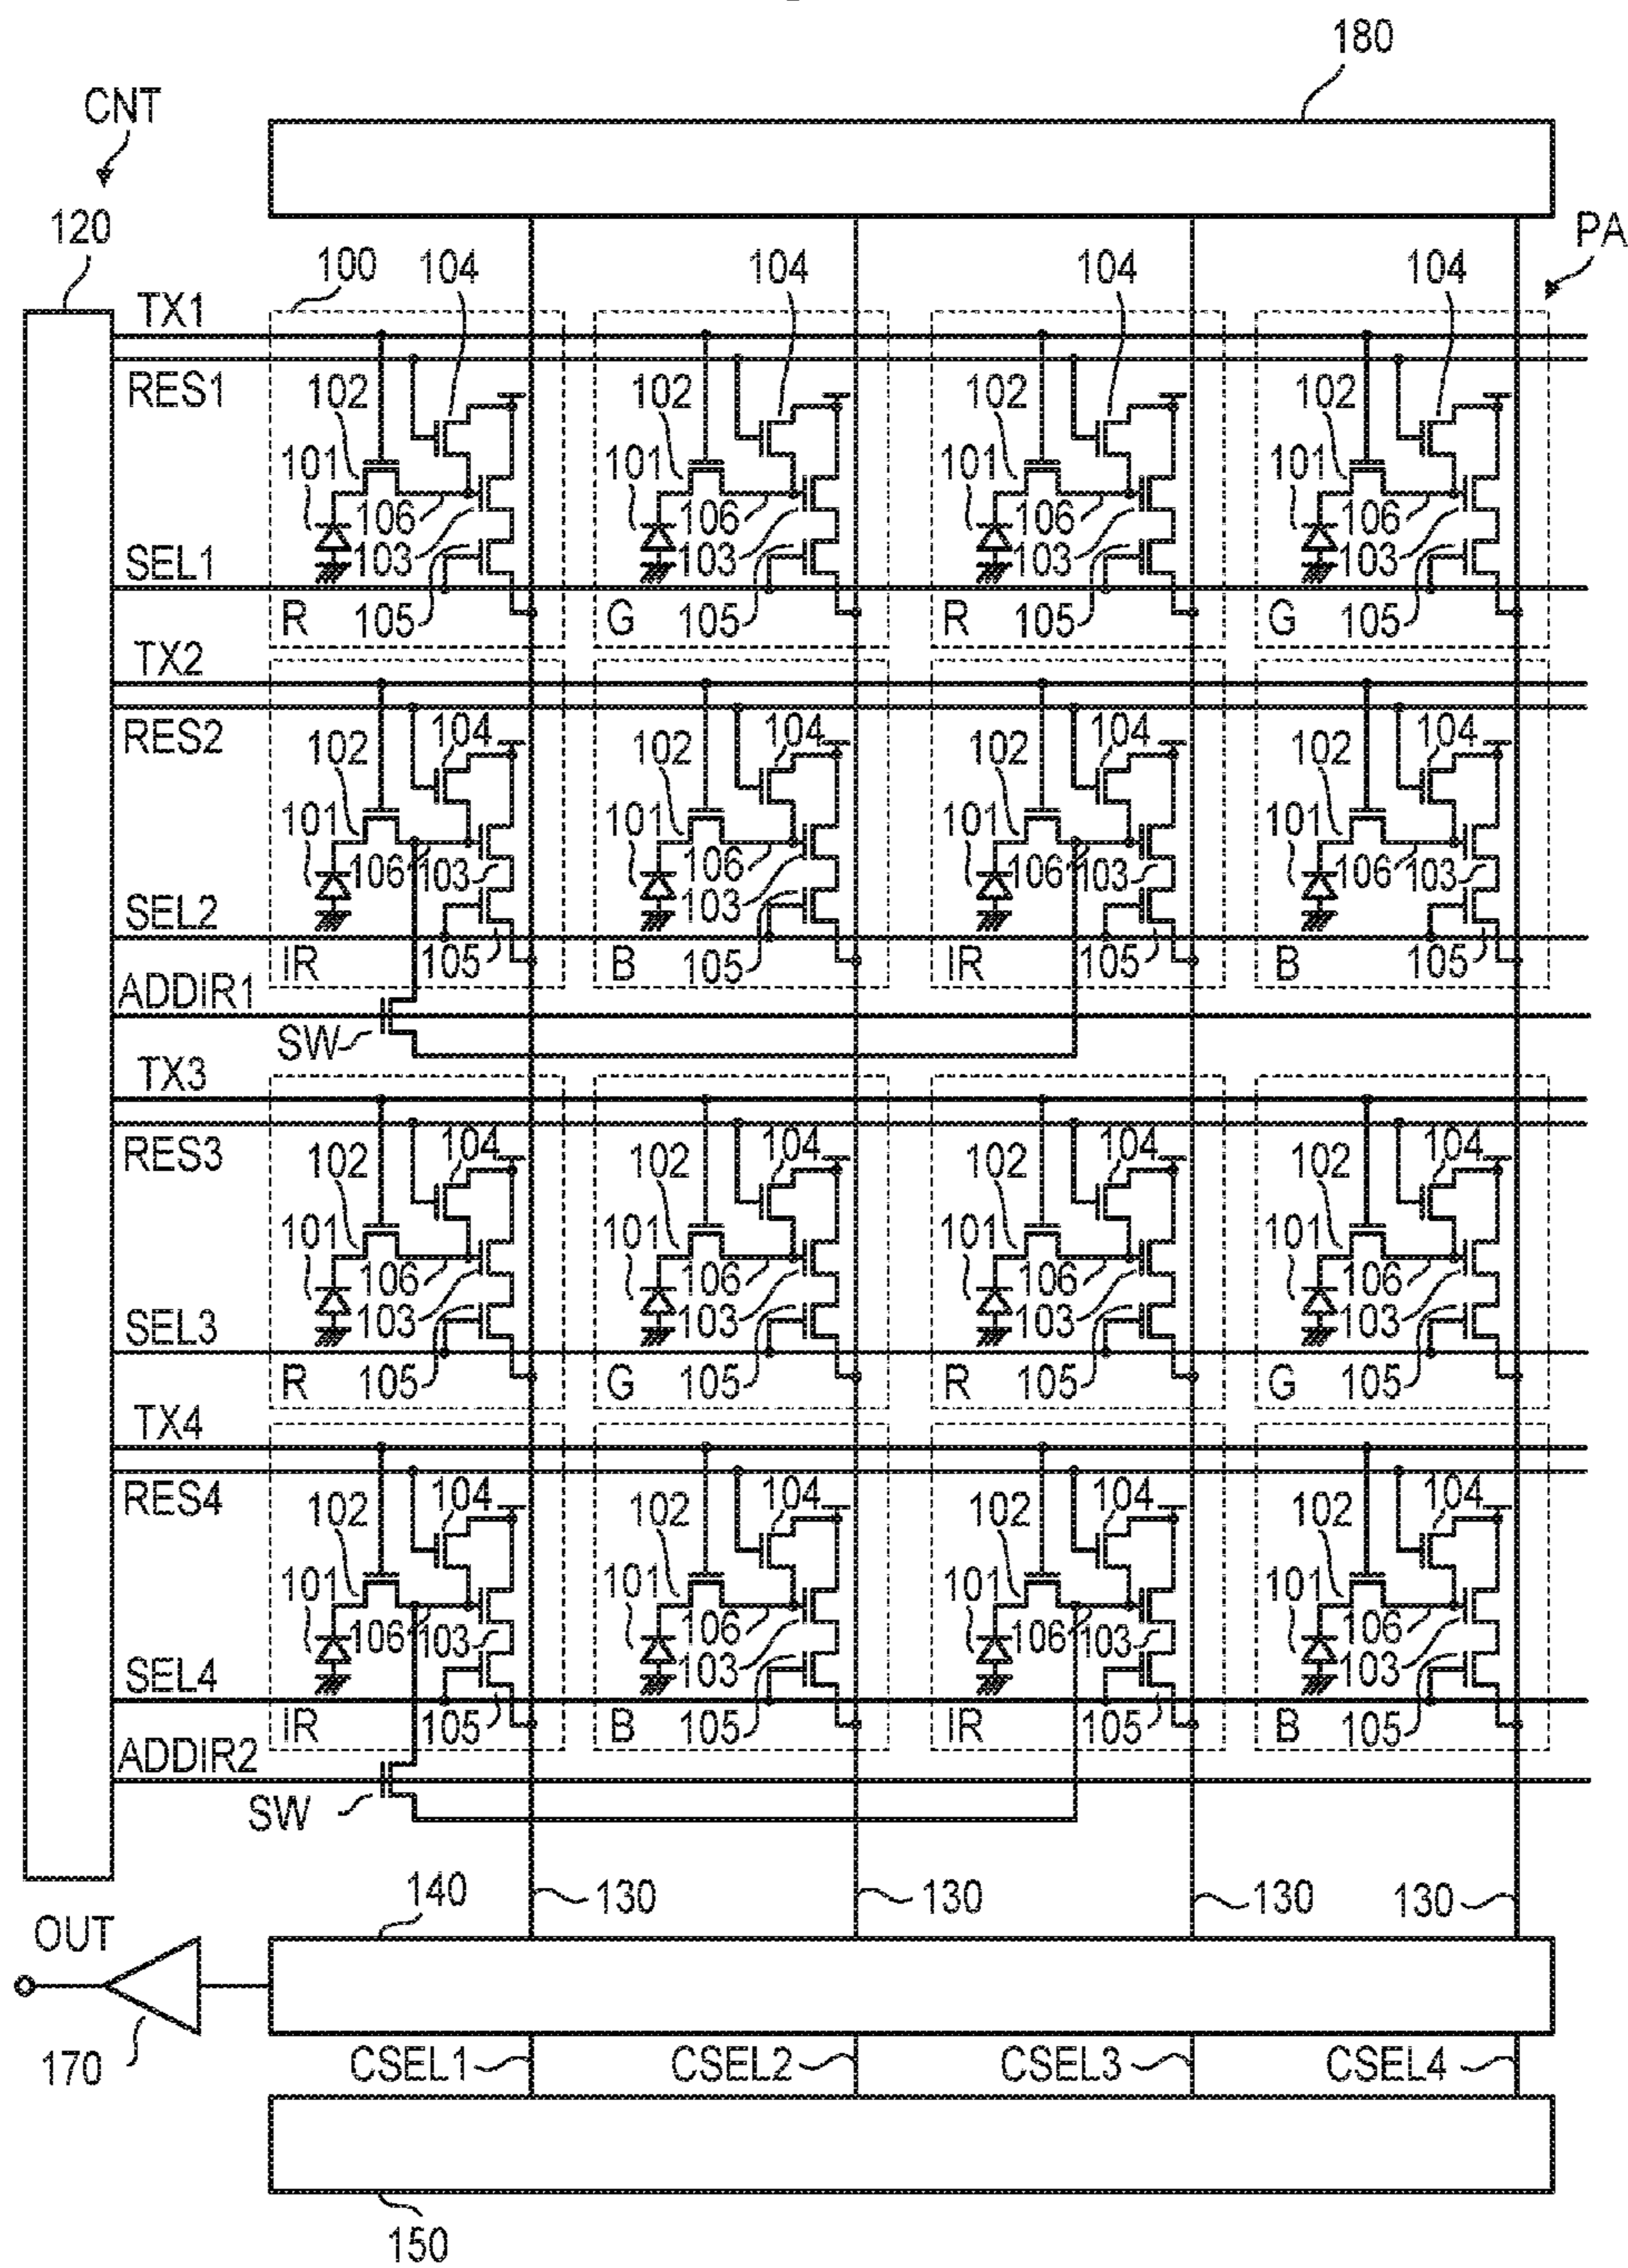 180
CNT
120
PA
100 104 104 104 104
TX1
RES1
102 102 102 102
101 101 101 101
106 106 106 106
SEL1 103 103 103 103
R 105 G 105 R 105 G 105
TX2
RES2 104 104 104 104
102 102 102 102
101 101 101 101
106 103 106 106 103 106 103
SEL2 103
IR 105 B 105 IR 105 B 105
ADDIR1
SW
TX3
RES3 104 104 104 104
102 102 102 102
101 101 101 101
106 106 106 106
SEL3 103 103 103 103
R 105 G 105 R 105 G 105
TX4
RES4 104 104 104 104
102 102 102 102
101 101 101 101
106 103 106 106 103 106
SEL4 103 103
IR 105 B 105 IR 105 B 105
ADDIR2
SW
140 130 130 130 130
OUT
170 CSEL1 CSEL2 CSEL3 CSEL4
150